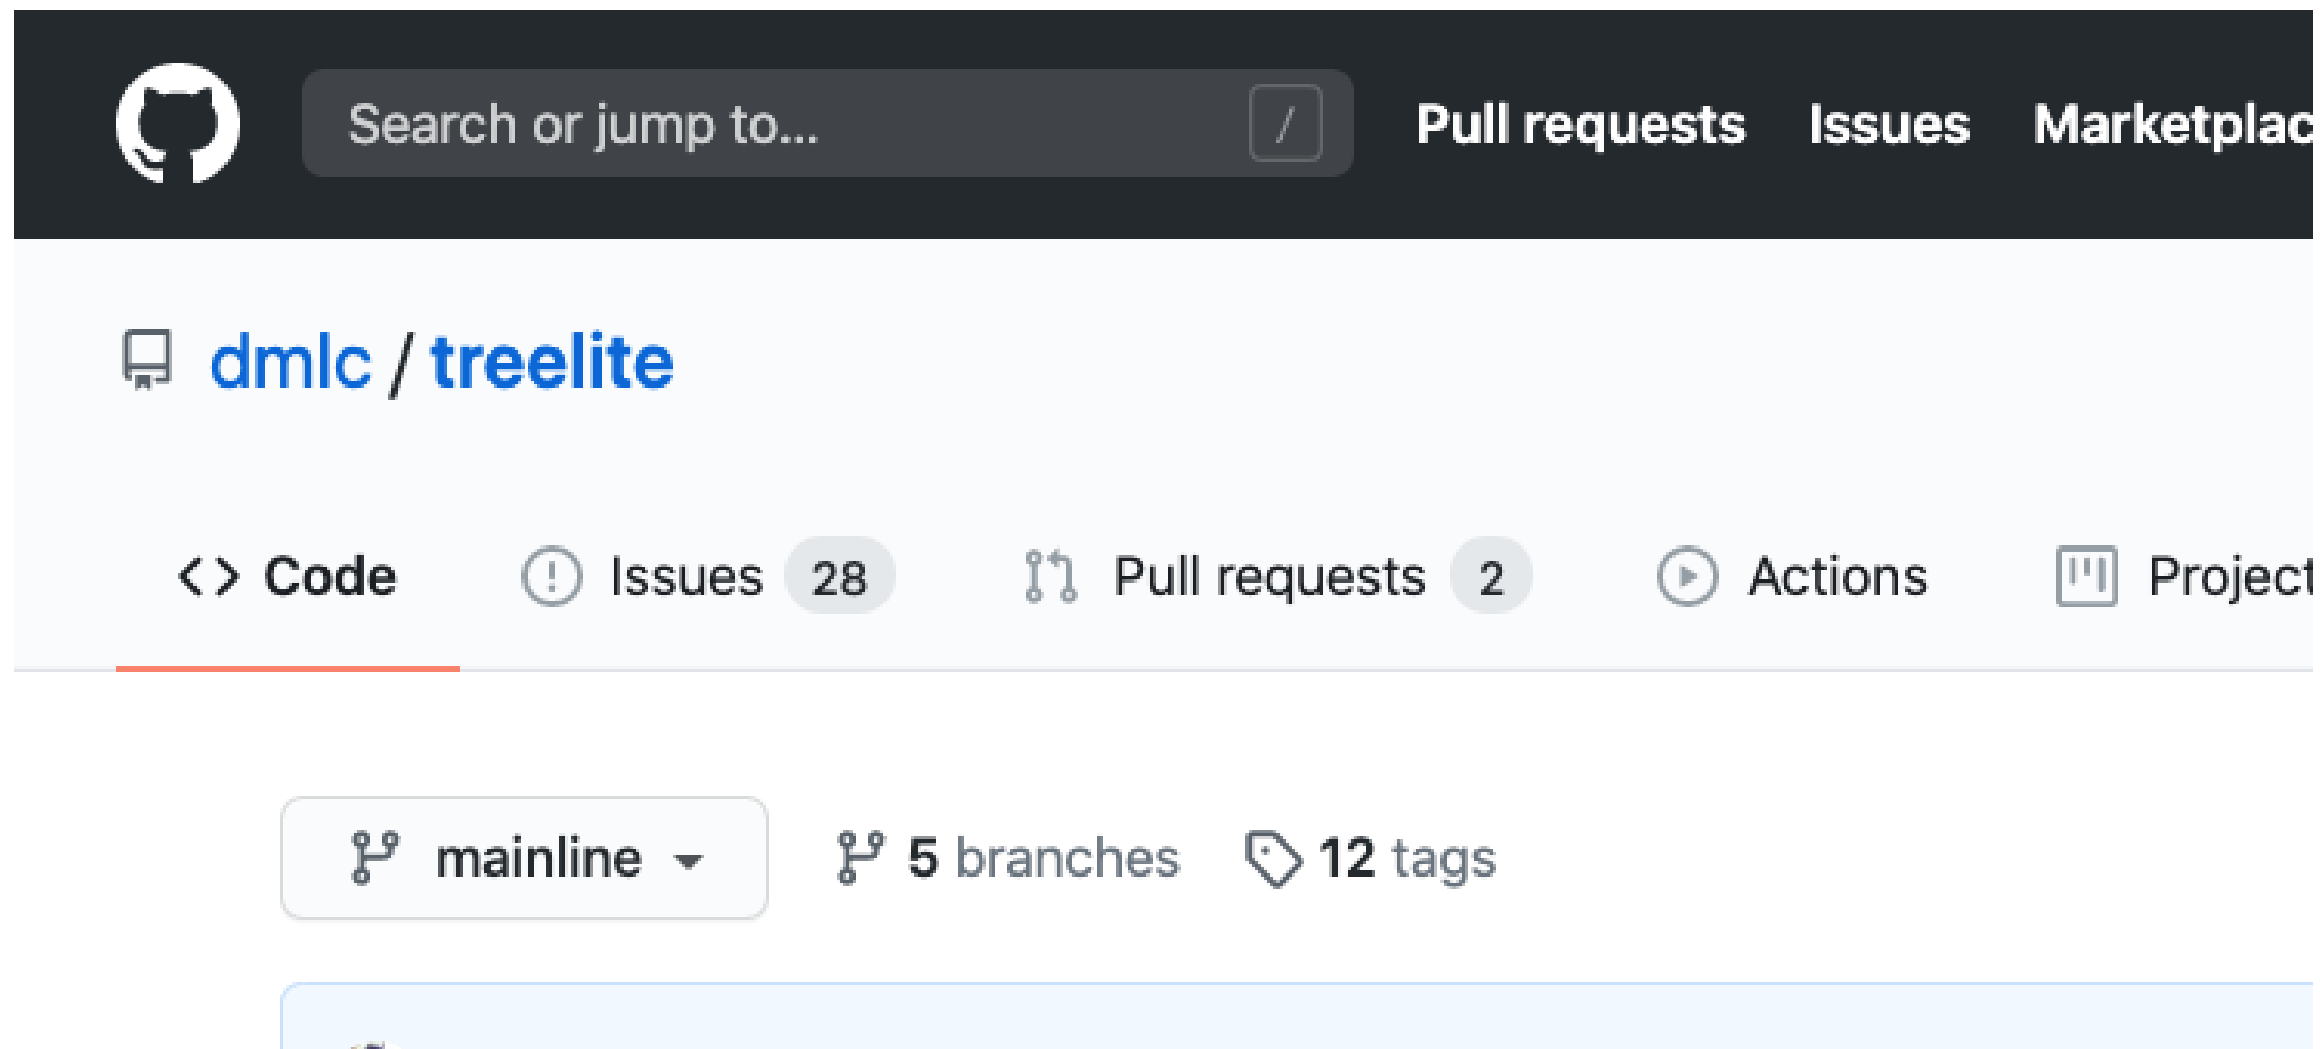 Search or jump to... / Pull requests Issues Marketplac
dmlc / treelite
<> Code Issues 28 Pull requests 2 Actions Project
mainline 5 branches 12 tags